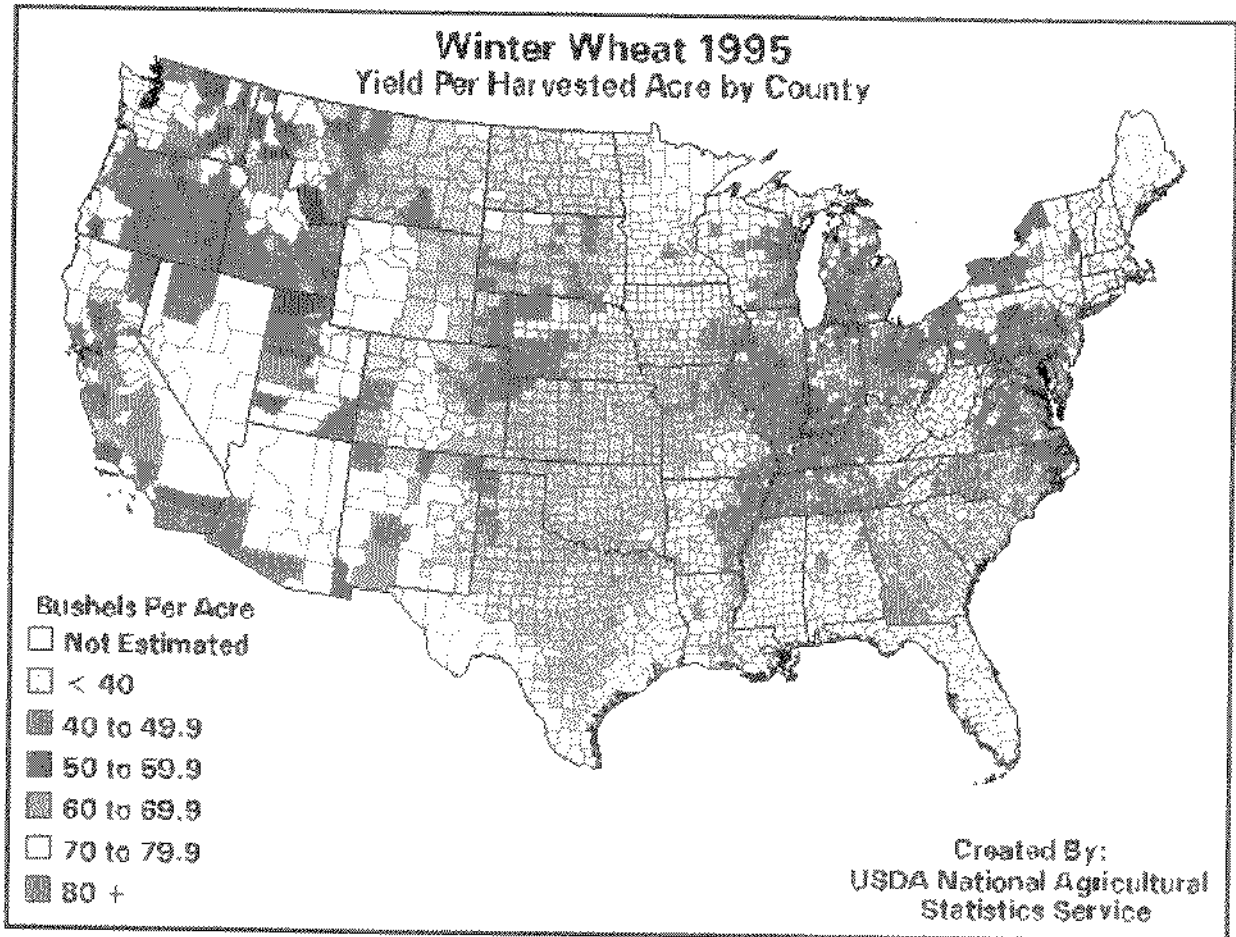 Winter Wheat 1995
Yield Per Harvested Acre by County
Bushels Per Acre
Not Estimated
< 40
40 to 49.9
50 to 59.9
60 to 69.9
70 to 79.9
80 +
Created By:
USDA National Agricultural
Statistics Service